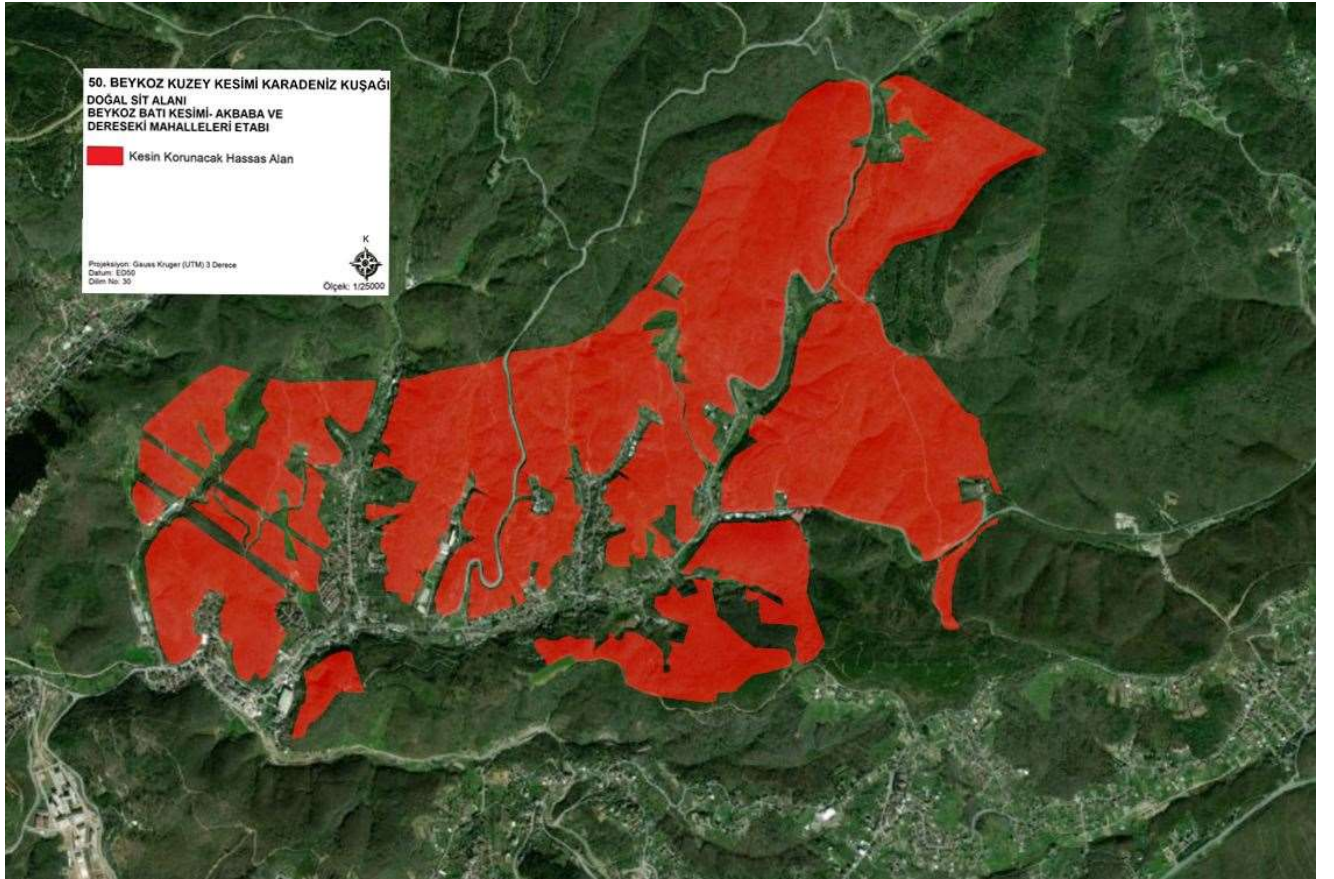 50. BEYKOZ KUZEY KESİMİ KARADENİZ KUŞAĞI
DOĞAL SİT ALANI
BEYKOZ BATI KESİMİ- AKBABA VE
DERESEKİ MAHALLELERİ ETABI
Kesin Korunacak Hassas Alan
K
Projeksiyon: Gauss Kruger (UTM) 3 Derece
Datum: ED50
Dilim No: 30
Ölçek: 1/25000